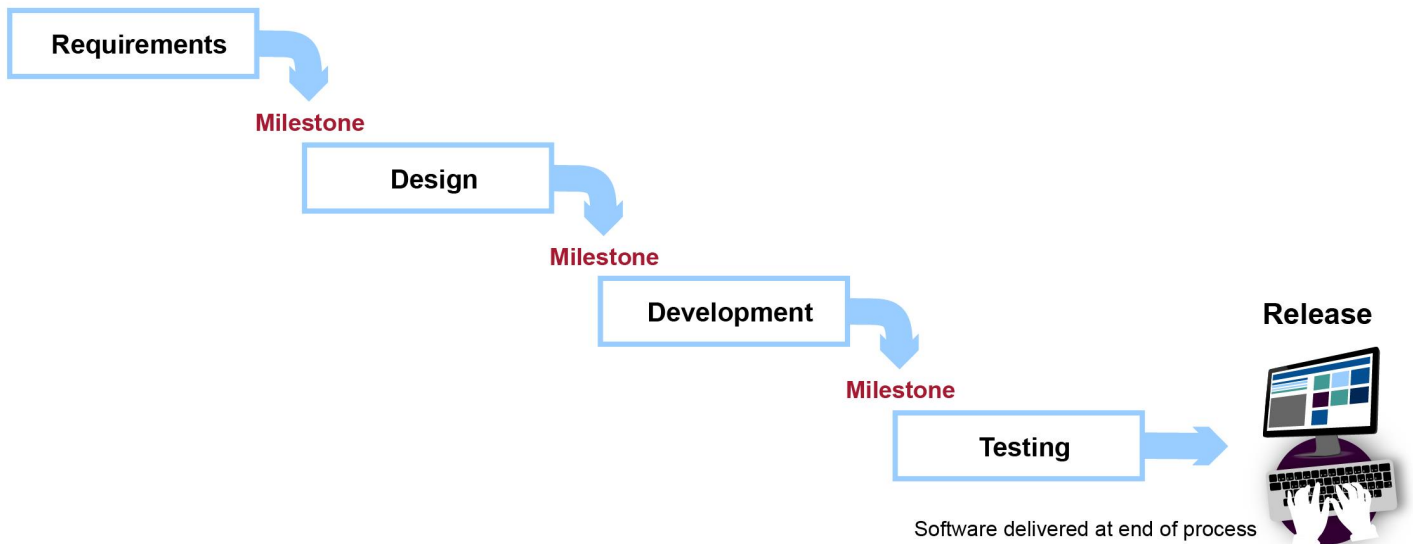 Requirements
Milestone
Design
Milestone
Development
Release
Milestone
Testing
Software delivered at end of process